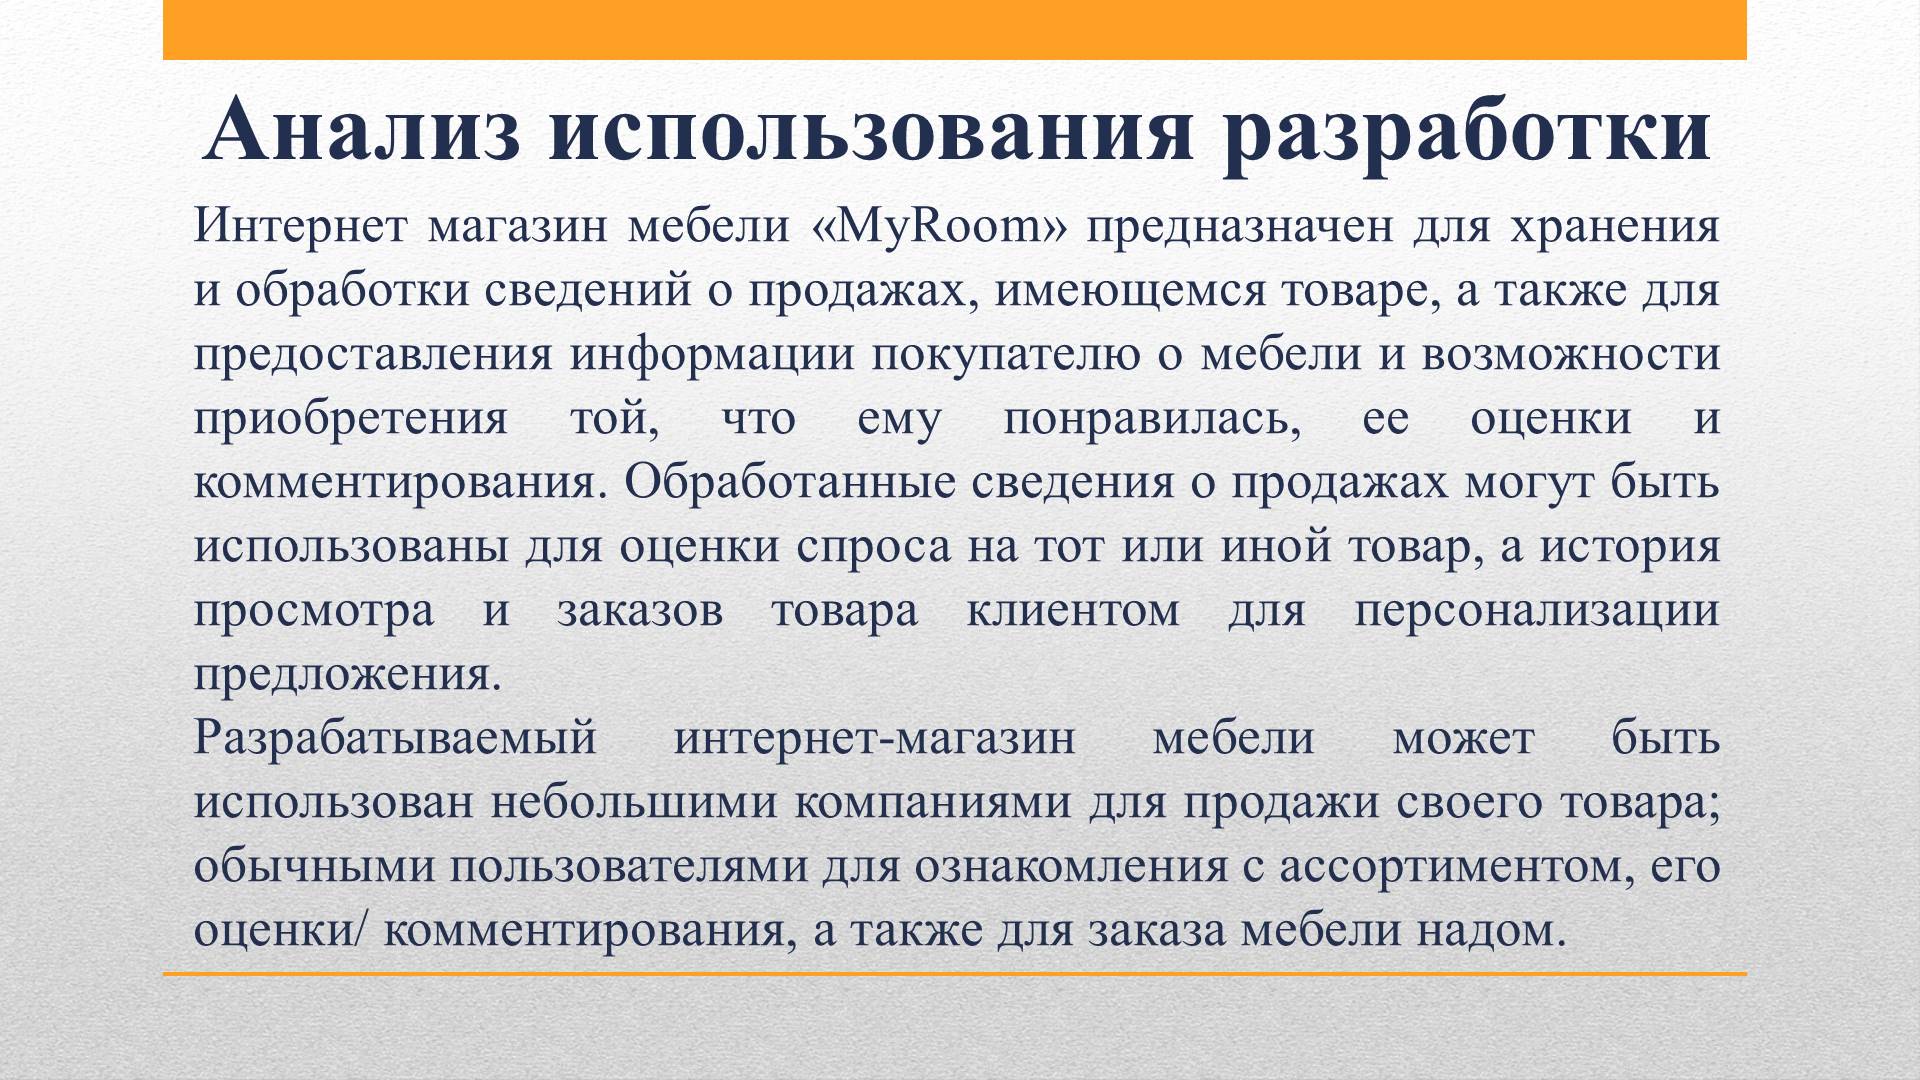 Анализ использования разработки
Интернет магазин мебели «MyRoom» предназначен для хранения
и обработки сведений о продажах, имеющемся товаре, а также для
предоставления информации покупателю о мебели и возможности
приобретения той, что ему понравилась, ее оценки и
комментирования. Обработанные сведения о продажах могут быть
использованы для оценки спроса на тот или иной товар, а история
просмотра и заказов товара клиентом для персонализации
предложения.
Разрабатываемый интернет-магазин мебели может быть
использован небольшими компаниями для продажи своего товара;
обычными пользователями для ознакомления с ассортиментом, его
оценки/ комментирования, а также для заказа мебели надом.